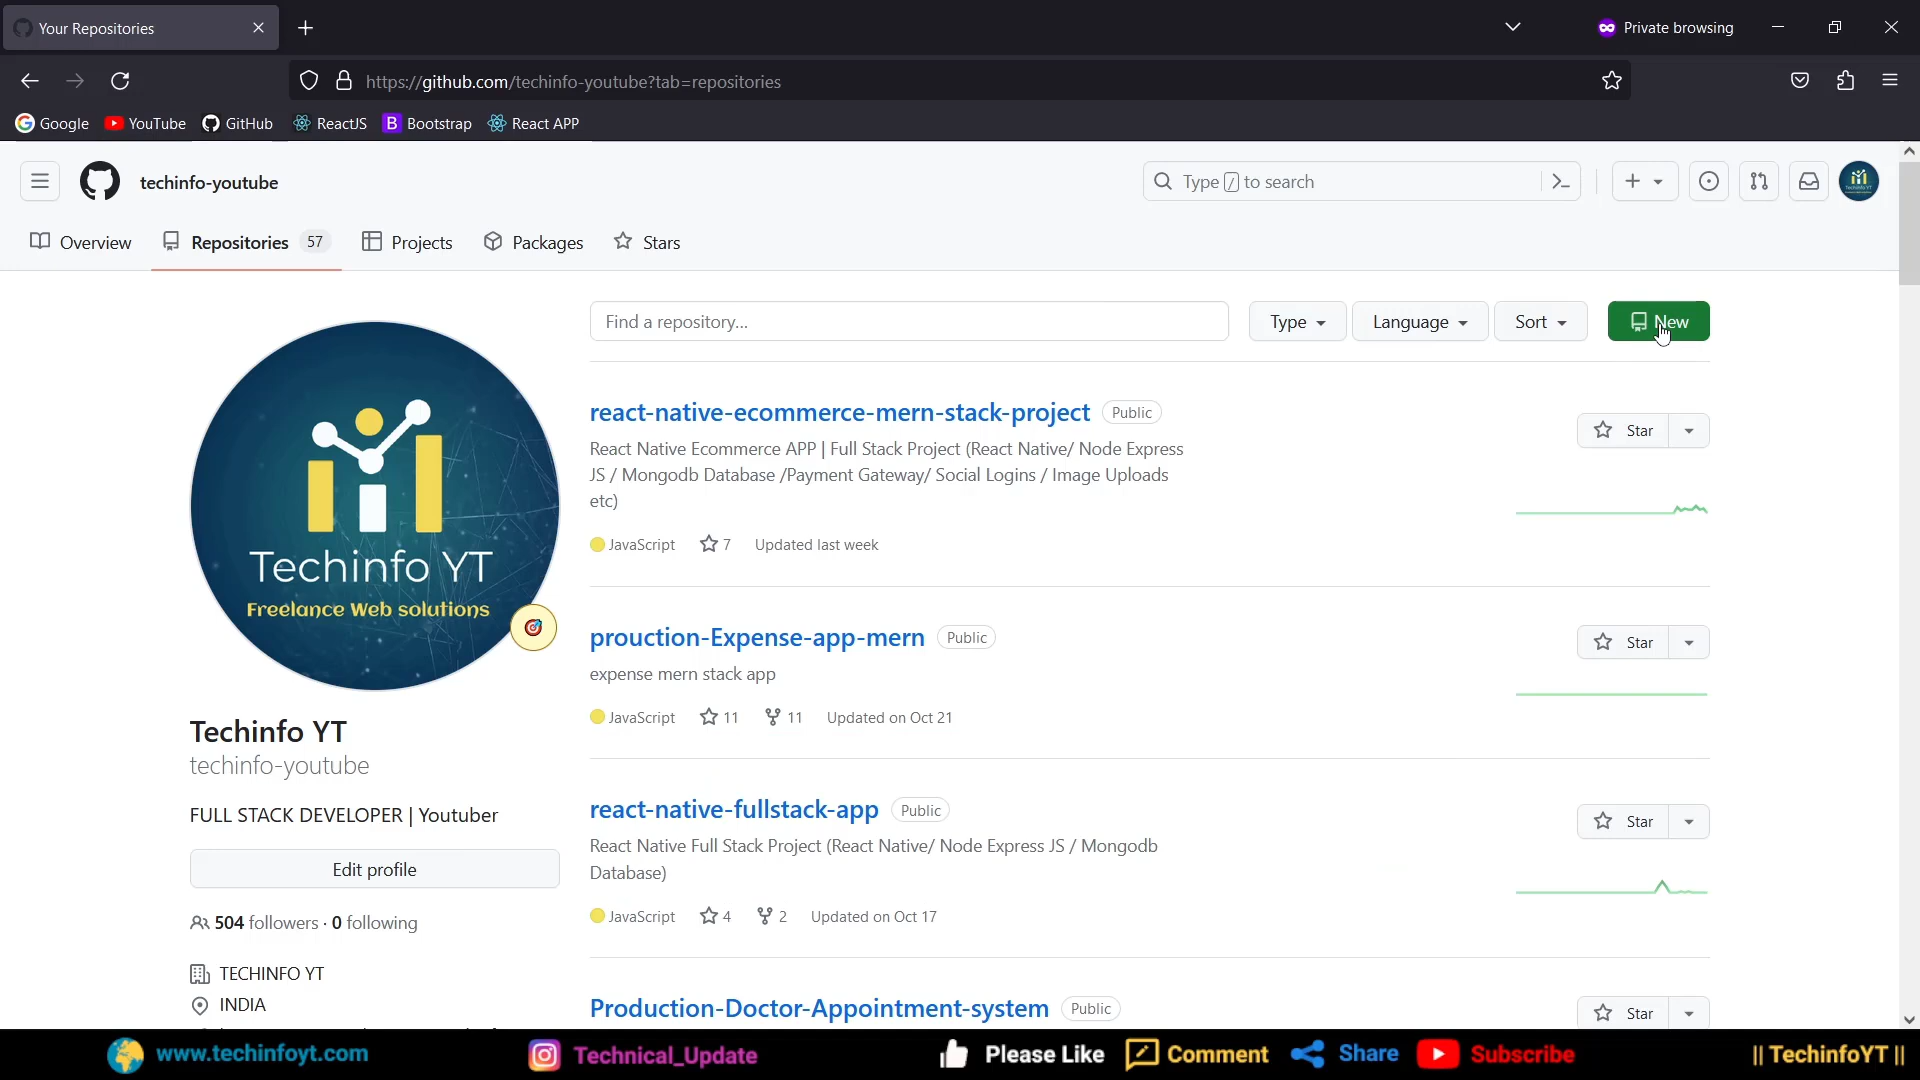 Your Repositories
Private browsing
https://github.com/techinfo-youtube?tab=repositories
Google YouTube GitHub ReactJS B Bootstrap React APP
techinfo-youtube
Type / to search
Overview Repositories 57 Projects Packages Stars
Find a repository... Type Language Sort New
react-native-ecommerce-mern-stack-project Public
Star
React Native Ecommerce APP | Full Stack Project (React Native/ Node Express
JS / Mongodb Database /Payment Gateway/ Social Logins / Image Uploads
etc)
JavaScript 7 Updated last week
prouction-Expense-app-mern Public
Star
expense mern stack app
JavaScript 11 11 Updated on Oct 21
react-native-fullstack-app Public
Star
React Native Full Stack Project (React Native/ Node Express JS / Mongodb
Database)
JavaScript 4 2 Updated on Oct 17
Production-Doctor-Appointment-system Public
Star
Techinfo YT
Freelance Web solutions
Techinfo YT
techinfo-youtube
FULL STACK DEVELOPER | Youtuber
Edit profile
504 followers · 0 following
TECHINFO YT
INDIA
www.techinfoyt.com Technical_Update Please Like Comment Share Subscribe || TechinfoYT ||